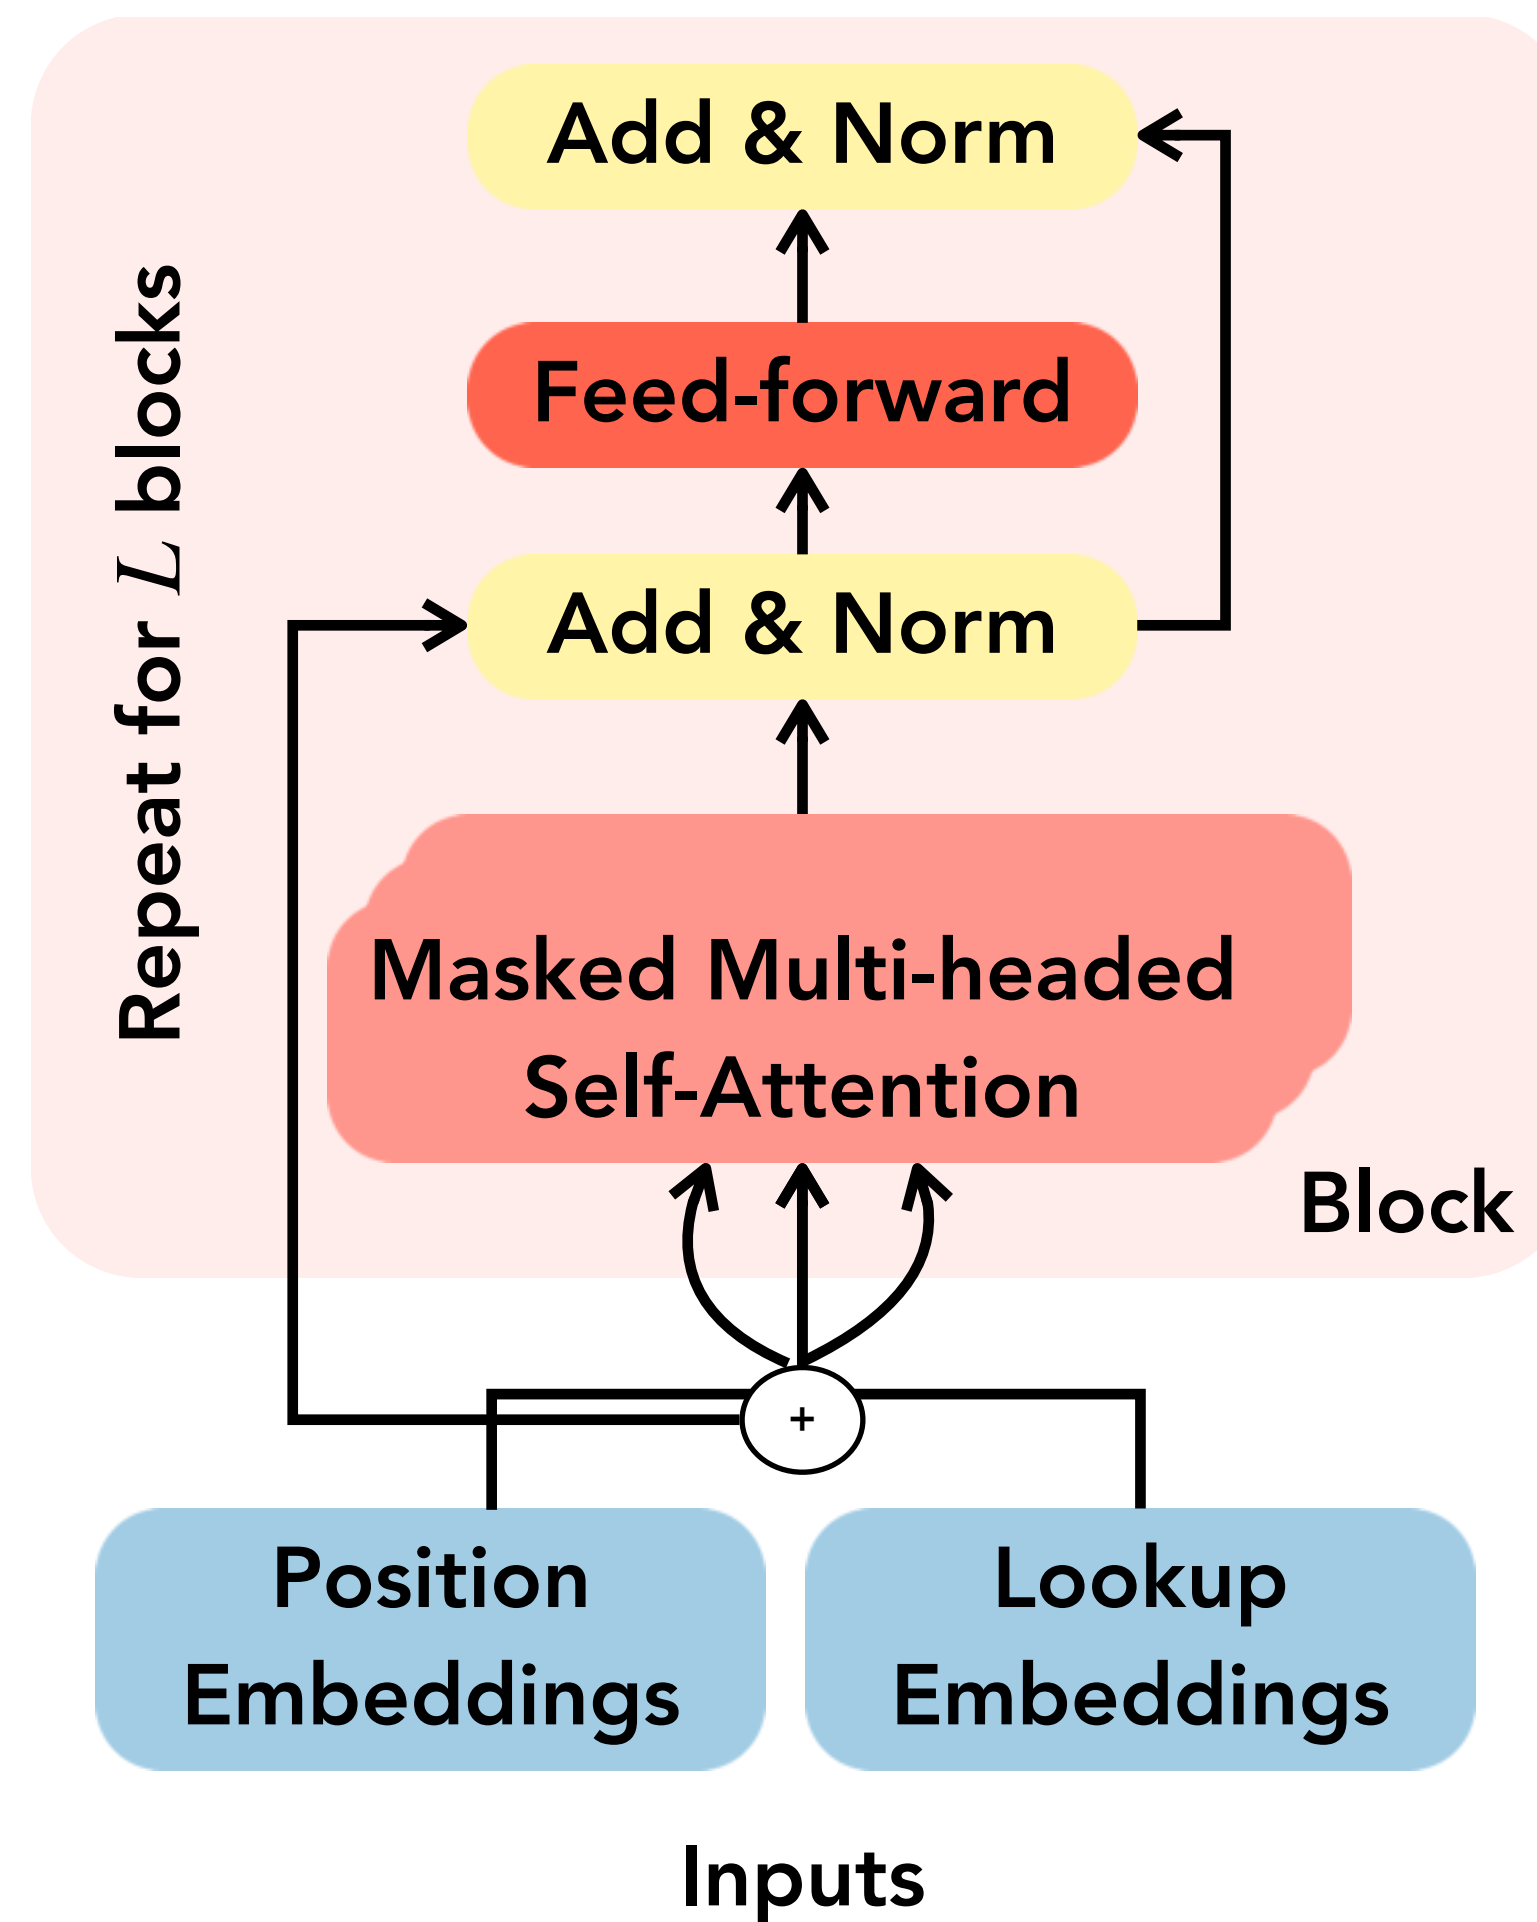 Add & Norm
Feed-forward
Add & Norm
Repeat for L blocks
Masked Multi-headed
Self-Attention
Block
+
Position
Embeddings
Lookup
Embeddings
Inputs